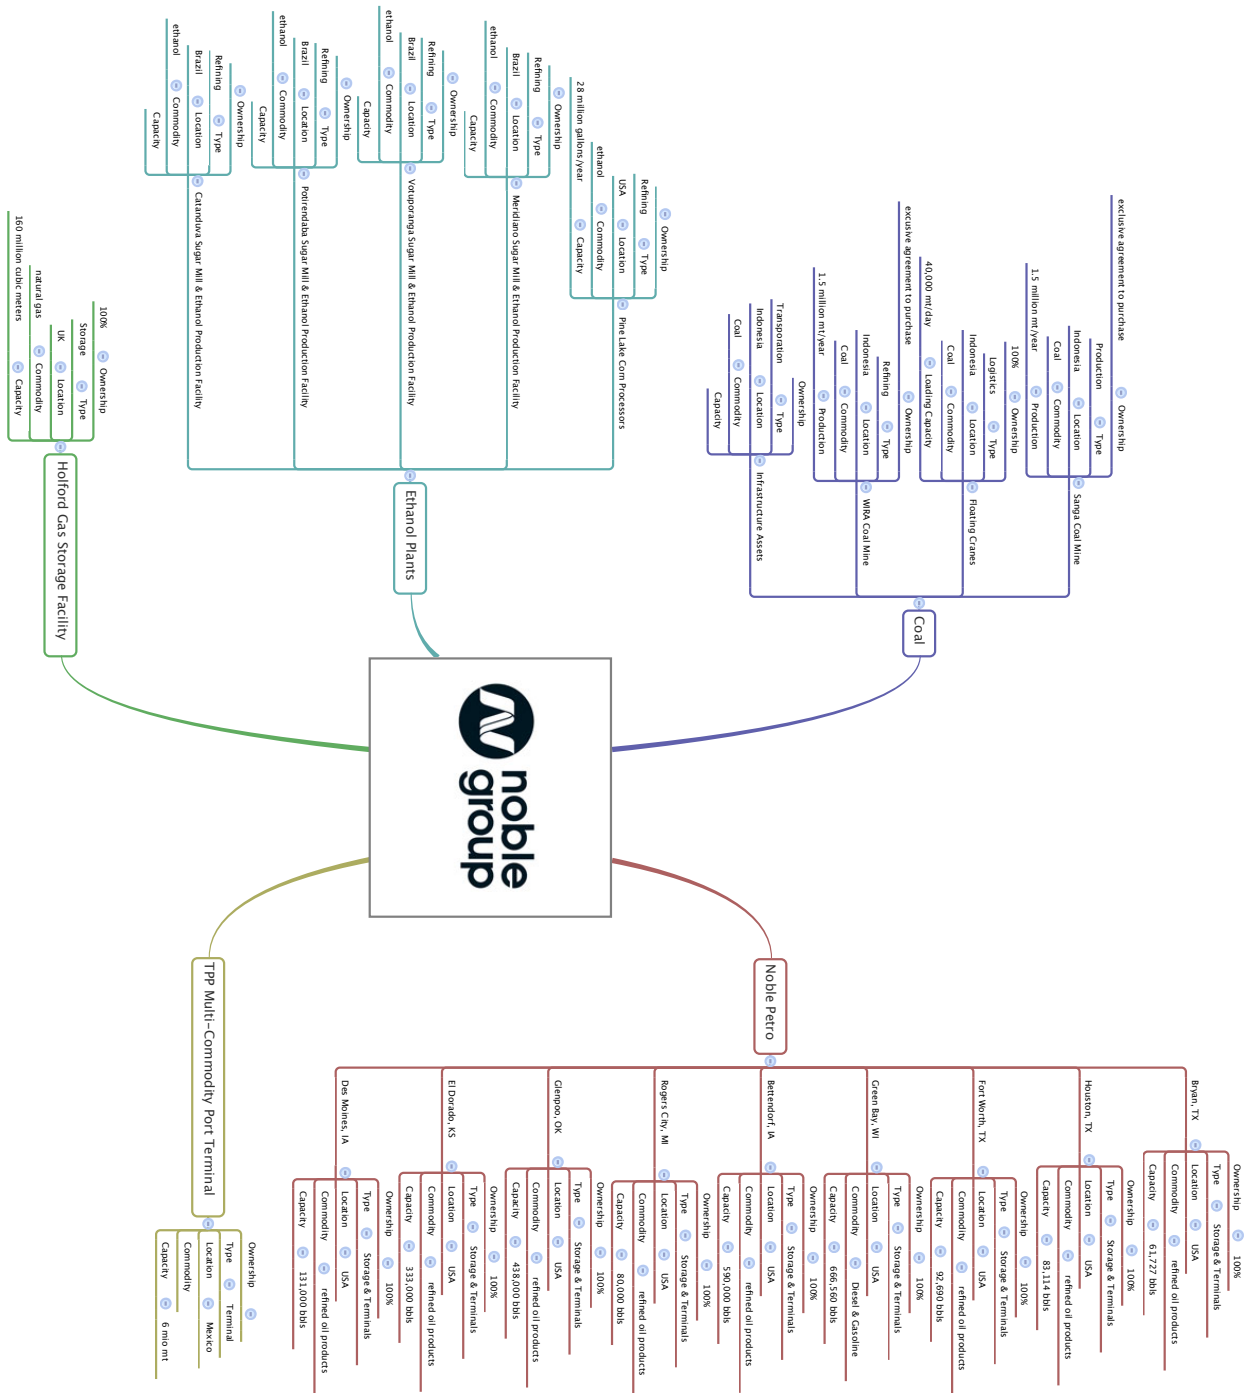 noble
group
Coal
Sanga Coal Mine
Ownership
exclusive agreement to purchase
Type
Production
Location
Indonesia
Commodity
Coal
Production
1.5 million mt/year
Floating Cranes
Ownership
100%
Type
Logistics
Location
Indonesia
Commodity
Coal
Loading Capacity
40,000 mt/day
WIRA Coal Mine
Ownership
excusive agreement to purchase
Type
Refining
Location
Indonesia
Commodity
Coal
Production
1.5 million mt/year
Infrastructure Assets
Ownership
Type
Transporation
Location
Indonesia
Commodity
Coal
Capacity
Ethanol Plants
Pine Lake Corn Processors
Ownership
Type
Refining
Location
USA
Commodity
ethanol
Capacity
28 million gallons/year
Meridiano Sugar Mill & Ethanol Production Facility
Ownership
Type
Refining
Location
Brazil
Commodity
ethanol
Capacity
Votuporanga Sugar Mill & Ethanol Production Facility
Ownership
Type
Refining
Location
Brazil
Commodity
ethanol
Capacity
Potirendaba Sugar Mill & Ethanol Production Facility
Ownership
Type
Refining
Location
Brazil
Commodity
ethanol
Capacity
Catanduva Sugar Mill & Ethanol Production Facility
Ownership
Type
Refining
Location
Brazil
Commodity
ethanol
Capacity
Holford Gas Storage Facility
Ownership
100%
Type
Storage
Location
UK
Commodity
natural gas
Capacity
160 million cubic meters
Noble Petro
Bryan, TX
Ownership
100%
Type
Storage & Terminals
Location
USA
Commodity
refined oil products
Capacity
61,727 bbls
Houston, TX
Ownership
100%
Type
Storage & Terminals
Location
USA
Commodity
refined oil products
Capacity
83,114 bbls
Fort Worth, TX
Ownership
100%
Type
Storage & Terminals
Location
USA
Commodity
refined oil products
Capacity
92,690 bbls
Green Bay, WI
Ownership
100%
Type
Storage & Terminals
Location
USA
Commodity
Diesel & Gasoline
Capacity
666,560 bbls
Bettendorf, IA
Ownership
100%
Type
Storage & Terminals
Location
USA
Commodity
refined oil products
Capacity
590,000 bbls
Rogers City, MI
Ownership
100%
Type
Storage & Terminals
Location
USA
Commodity
refined oil products
Capacity
80,000 bbls
Glenpoo, OK
Ownership
100%
Type
Storage & Terminals
Location
USA
Commodity
refined oil products
Capacity
438,000 bbls
El Dorado, KS
Ownership
100%
Type
Storage & Terminals
Location
USA
Commodity
refined oil products
Capacity
333,000 bbls
Des Moines, IA
Ownership
100%
Type
Storage & Terminals
Location
USA
Commodity
refined oil products
Capacity
131,000 bbls
TPP Multi-Commodity Port Terminal
Ownership
Type
Terminal
Location
Mexico
Commodity
Capacity
6 mio mt